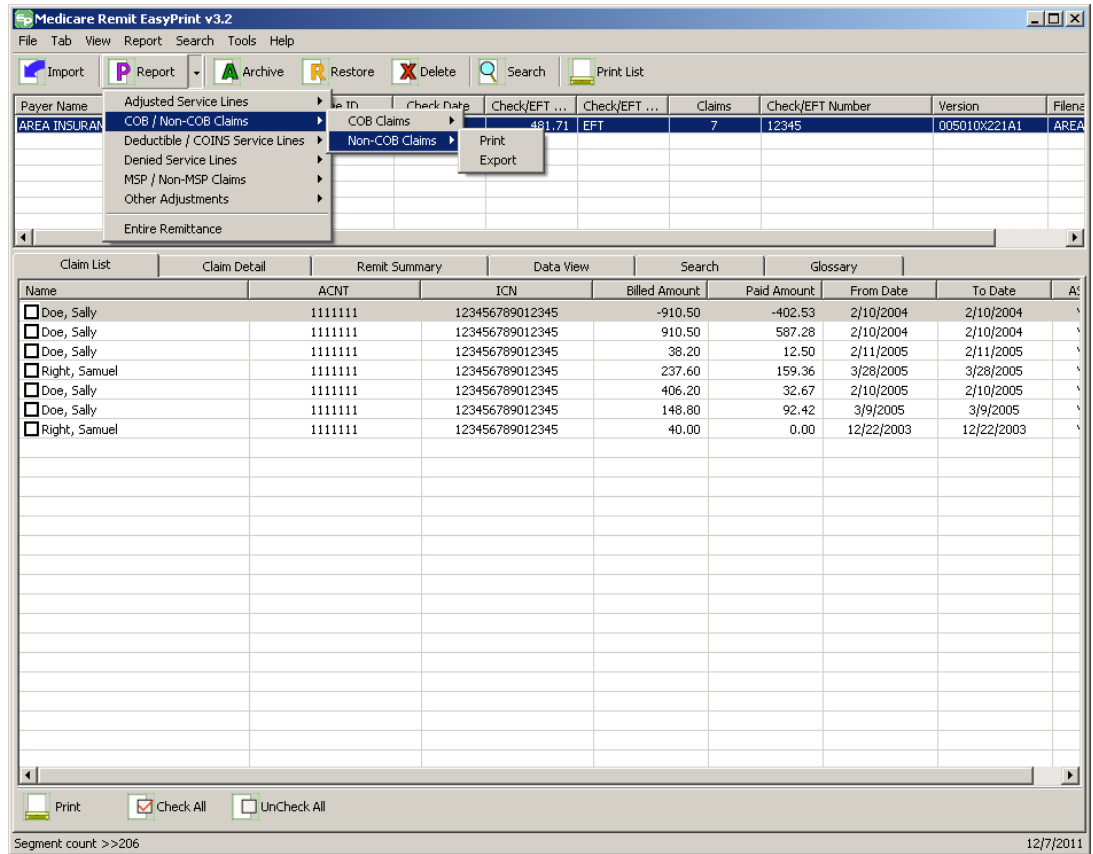 Medicare Remit EasyPrint v3.2
File Tab View Report Search Tools Help
Import Report Archive Restore Delete Search Print List
Payer Name ID Check Date Check/EFT ... Check/EFT ... Claims Check/EFT Number Version Filena
AREA INSURAN 481.71 EFT 7 12345 005010X221A1 AREA
Adjusted Service Lines
COB / Non-COB Claims COB Claims
Deductible / COINS Service Lines Non-COB Claims Print
Denied Service Lines Export
MSP / Non-MSP Claims
Other Adjustments
Entire Remittance
Claim List Claim Detail Remit Summary Data View Search Glossary
Name ACNT ICN Billed Amount Paid Amount From Date To Date
Doe, Sally 1111111 123456789012345 -910.50 -402.53 2/10/2004 2/10/2004
Doe, Sally 1111111 123456789012345 910.50 587.28 2/10/2004 2/10/2004
Doe, Sally 1111111 123456789012345 38.20 12.50 2/11/2005 2/11/2005
Right, Samuel 1111111 123456789012345 237.60 159.36 3/28/2005 3/28/2005
Doe, Sally 1111111 123456789012345 406.20 32.67 2/10/2005 2/10/2005
Doe, Sally 1111111 123456789012345 148.80 92.42 3/9/2005 3/9/2005
Right, Samuel 1111111 123456789012345 40.00 0.00 12/22/2003 12/22/2003
Print Check All UnCheck All
Segment count >>206 12/7/2011